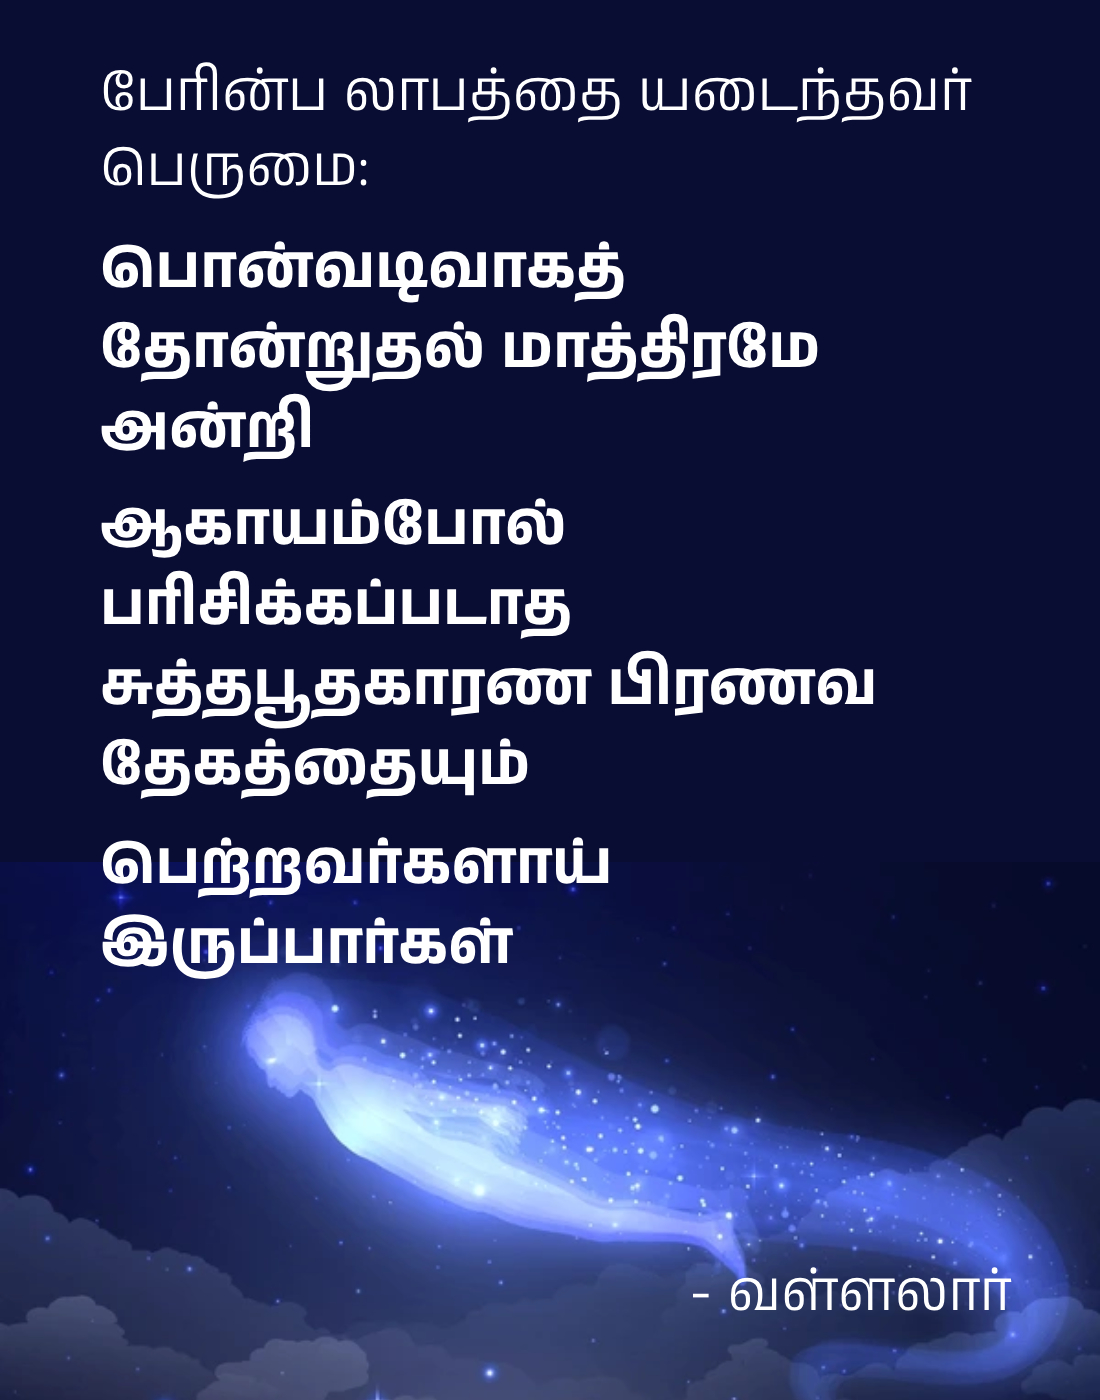 பேரின்ப லாபத்தை யடைந்தவர்
பெருமை:
பொன்வடிவாகத்
தோன்றுதல் மாத்திரமே
அன்றி
ஆகாயம்போல்
பரிசிக்கப்படாத
சுத்தபூதகாரண பிரணவ
தேகத்தையும்
பெற்றவர்களாய்
இருப்பார்கள்
- வள்ளலார்